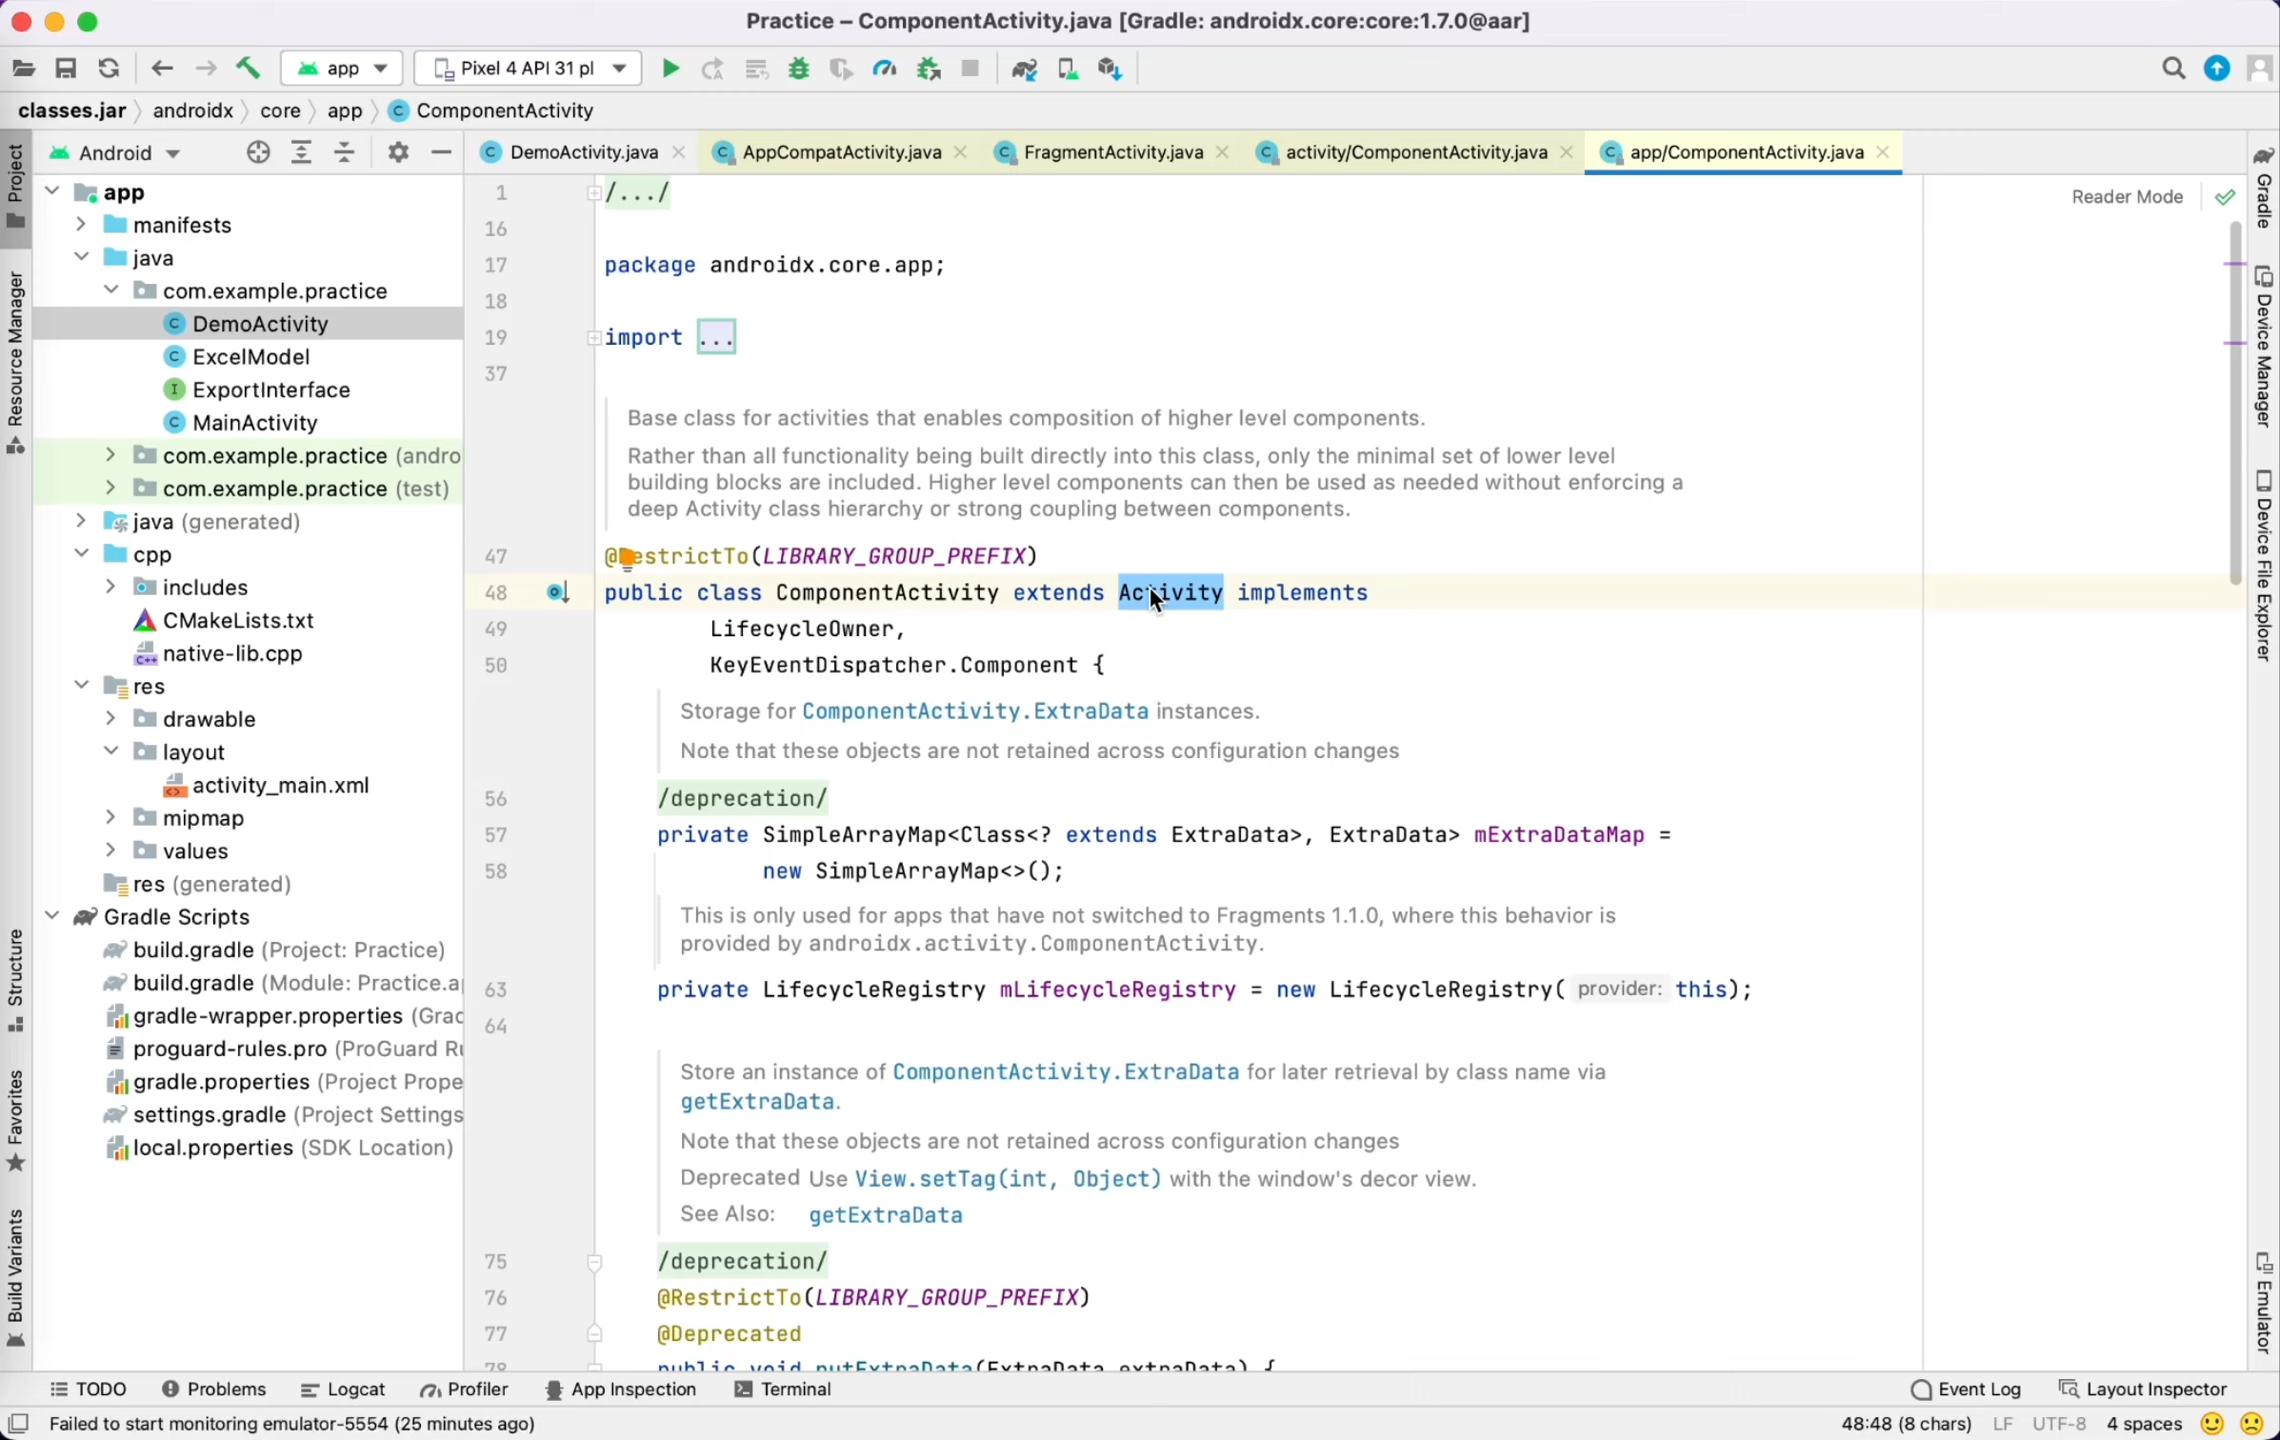 Practice – ComponentActivity.java [Gradle: androidx.core:core:1.7.0@aar]
app
Pixel 4 API 31 pl
classes.jar androidx core app ComponentActivity
Project
Resource Manager
Structure
Favorites
Build Variants
Android
app
manifests
java
com.example.practice
DemoActivity
ExcelModel
ExportInterface
MainActivity
com.example.practice (andro
com.example.practice (test)
java (generated)
cpp
includes
CMakeLists.txt
native-lib.cpp
res
drawable
layout
activity_main.xml
mipmap
values
res (generated)
Gradle Scripts
build.gradle (Project: Practice)
build.gradle (Module: Practice.a
gradle-wrapper.properties (Grad
proguard-rules.pro (ProGuard Ru
gradle.properties (Project Prope
settings.gradle (Project Settings
local.properties (SDK Location)
DemoActivity.java AppCompatActivity.java FragmentActivity.java activity/ComponentActivity.java app/ComponentActivity.java
Reader Mode
1 /.../
16
17 package androidx.core.app;
18
19 import ...
37
Base class for activities that enables composition of higher level components.
Rather than all functionality being built directly into this class, only the minimal set of lower level
building blocks are included. Higher level components can then be used as needed without enforcing a
deep Activity class hierarchy or strong coupling between components.
47 @RestrictTo(LIBRARY_GROUP_PREFIX)
48 public class ComponentActivity extends Activity implements
49 LifecycleOwner,
50 KeyEventDispatcher.Component {
Storage for ComponentActivity.ExtraData instances.
Note that these objects are not retained across configuration changes
56 /deprecation/
57 private SimpleArrayMap<Class<? extends ExtraData>, ExtraData> mExtraDataMap =
58 new SimpleArrayMap<>();
This is only used for apps that have not switched to Fragments 1.1.0, where this behavior is
provided by androidx.activity.ComponentActivity.
63 private LifecycleRegistry mLifecycleRegistry = new LifecycleRegistry( provider: this);
64
Store an instance of ComponentActivity.ExtraData for later retrieval by class name via
getExtraData.
Note that these objects are not retained across configuration changes
Deprecated Use View.setTag(int, Object) with the window's decor view.
See Also: getExtraData
75 /deprecation/
76 @RestrictTo(LIBRARY_GROUP_PREFIX)
77 @Deprecated
78 public void putExtraData(ExtraData extraData) {
Gradle
Device Manager
Device File Explorer
Emulator
TODO Problems Logcat Profiler App Inspection Terminal Event Log Layout Inspector
Failed to start monitoring emulator-5554 (25 minutes ago) 48:48 (8 chars) LF UTF-8 4 spaces